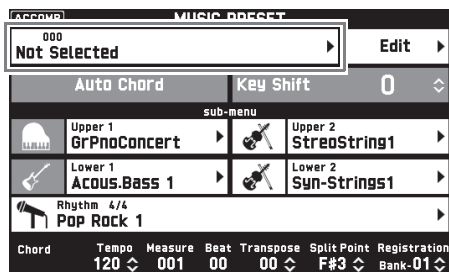 ACCOMP MUSIC PRESET
000
Not Selected
Edit
Auto Chord Key Shift 0
sub-menu
Upper 1 Upper 2
GrPnoConcert StreoString1
Lower 1 Lower 2
Acous.Bass 1 Syn-Strings1
Rhythm 4/4
Pop Rock 1
Chord Tempo Measure Beat Transpose Split Point Registration
120 001 00 00 F#3 Bank-01